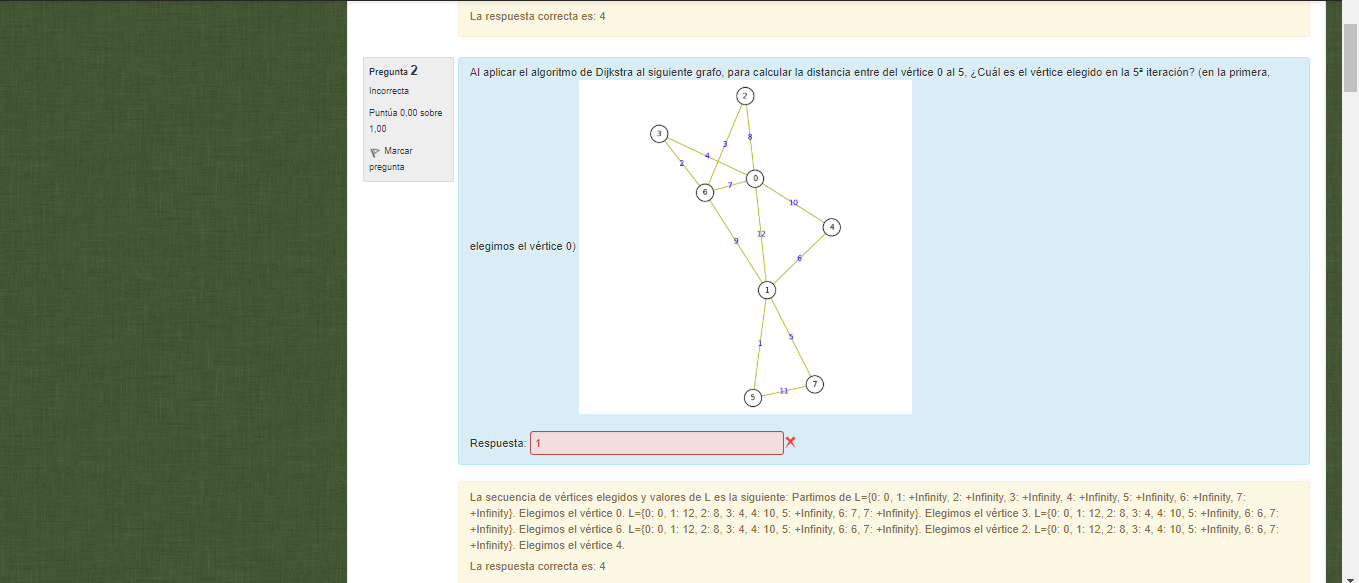 La respuesta correcta es: 4
Pregunta 2
Incorrecta
Puntúa 0,00 sobre
1,00
Marcar
pregunta
Al aplicar el algoritmo de Dijkstra al siguiente grafo, para calcular la distancia entre del vértice 0 al 5, ¿Cuál es el vértice elegido en la 5ª iteración? (en la primera,
elegimos el vértice 0)
2
3
8
3
4
2
0
7
6
10
4
12
9
6
1
5
1
7
11
5
Respuesta: 1
La secuencia de vértices elegidos y valores de L es la siguiente: Partimos de L={0: 0, 1: +Infinity, 2: +Infinity, 3: +Infinity, 4: +Infinity, 5: +Infinity, 6: +Infinity, 7:
+Infinity}. Elegimos el vértice 0. L={0: 0, 1: 12, 2: 8, 3: 4, 4: 10, 5: +Infinity, 6: 7, 7: +Infinity}. Elegimos el vértice 3. L={0: 0, 1: 12, 2: 8, 3: 4, 4: 10, 5: +Infinity, 6: 6, 7:
+Infinity}. Elegimos el vértice 6. L={0: 0, 1: 12, 2: 8, 3: 4, 4: 10, 5: +Infinity, 6: 6, 7: +Infinity}. Elegimos el vértice 2. L={0: 0, 1: 12, 2: 8, 3: 4, 4: 10, 5: +Infinity, 6: 6, 7:
+Infinity}. Elegimos el vértice 4.
La respuesta correcta es: 4